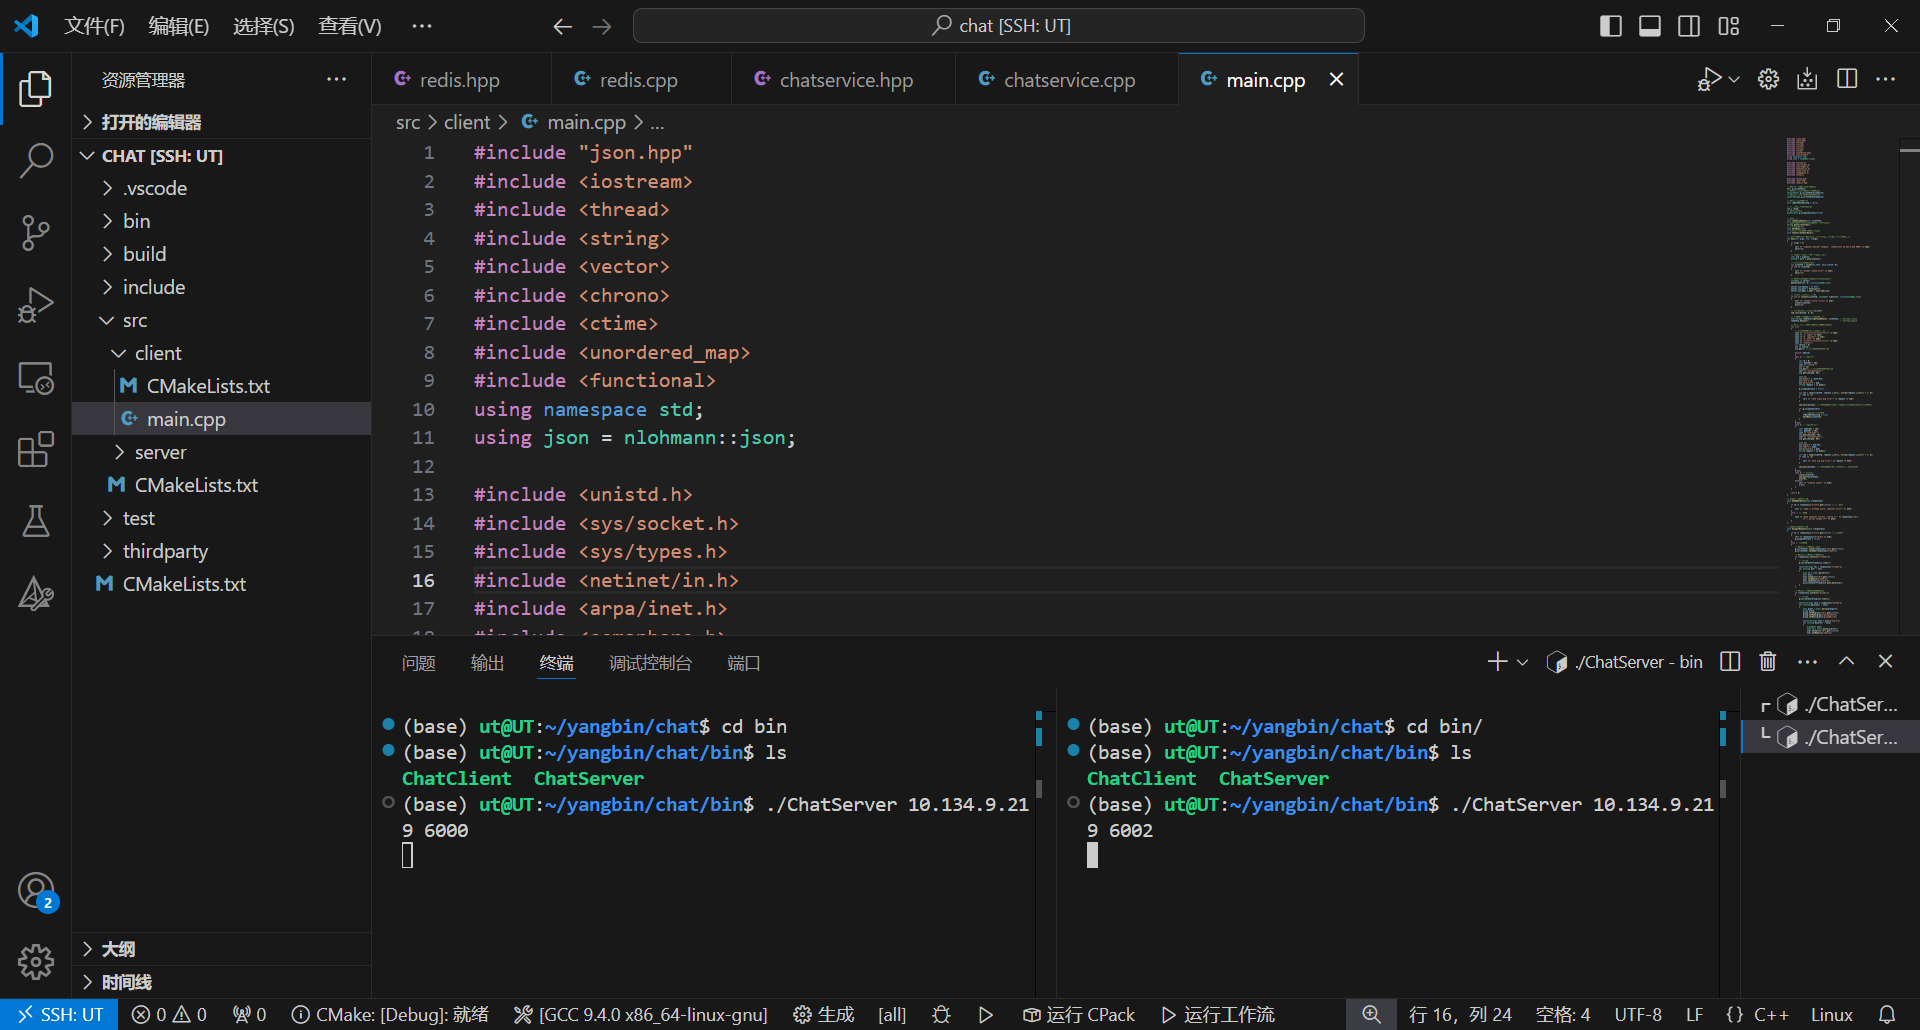 文件(F) 编辑(E) 选择(S) 查看(V) ··· chat [SSH: UT]
资源管理器 ···
redis.hpp redis.cpp chatservice.hpp chatservice.cpp main.cpp
打开的编辑器
CHAT [SSH: UT]
.vscode
bin
build
include
src
client
CMakeLists.txt
main.cpp
server
CMakeLists.txt
test
thirdparty
CMakeLists.txt
大纲
时间线
src > client > main.cpp > ...
1 #include "json.hpp"
2 #include <iostream>
3 #include <thread>
4 #include <string>
5 #include <vector>
6 #include <chrono>
7 #include <ctime>
8 #include <unordered_map>
9 #include <functional>
10 using namespace std;
11 using json = nlohmann::json;
12
13 #include <unistd.h>
14 #include <sys/socket.h>
15 #include <sys/types.h>
16 #include <netinet/in.h>
17 #include <arpa/inet.h>
18 #include <semaphore.h>
问题 输出 终端 调试控制台 端口
./ChatServer - bin
(base) ut@UT:~/yangbin/chat$ cd bin
(base) ut@UT:~/yangbin/chat/bin$ ls
ChatClient ChatServer
(base) ut@UT:~/yangbin/chat/bin$ ./ChatServer 10.134.9.21
9 6000
(base) ut@UT:~/yangbin/chat$ cd bin/
(base) ut@UT:~/yangbin/chat/bin$ ls
ChatClient ChatServer
(base) ut@UT:~/yangbin/chat/bin$ ./ChatServer 10.134.9.21
9 6002
./ChatSer...
./ChatSer...
2
SSH: UT 0 0 0 CMake: [Debug]: 就绪 [GCC 9.4.0 x86_64-linux-gnu] 生成 [all] 运行 CPack 运行工作流 行 16, 列 24 空格: 4 UTF-8 LF {} C++ Linux